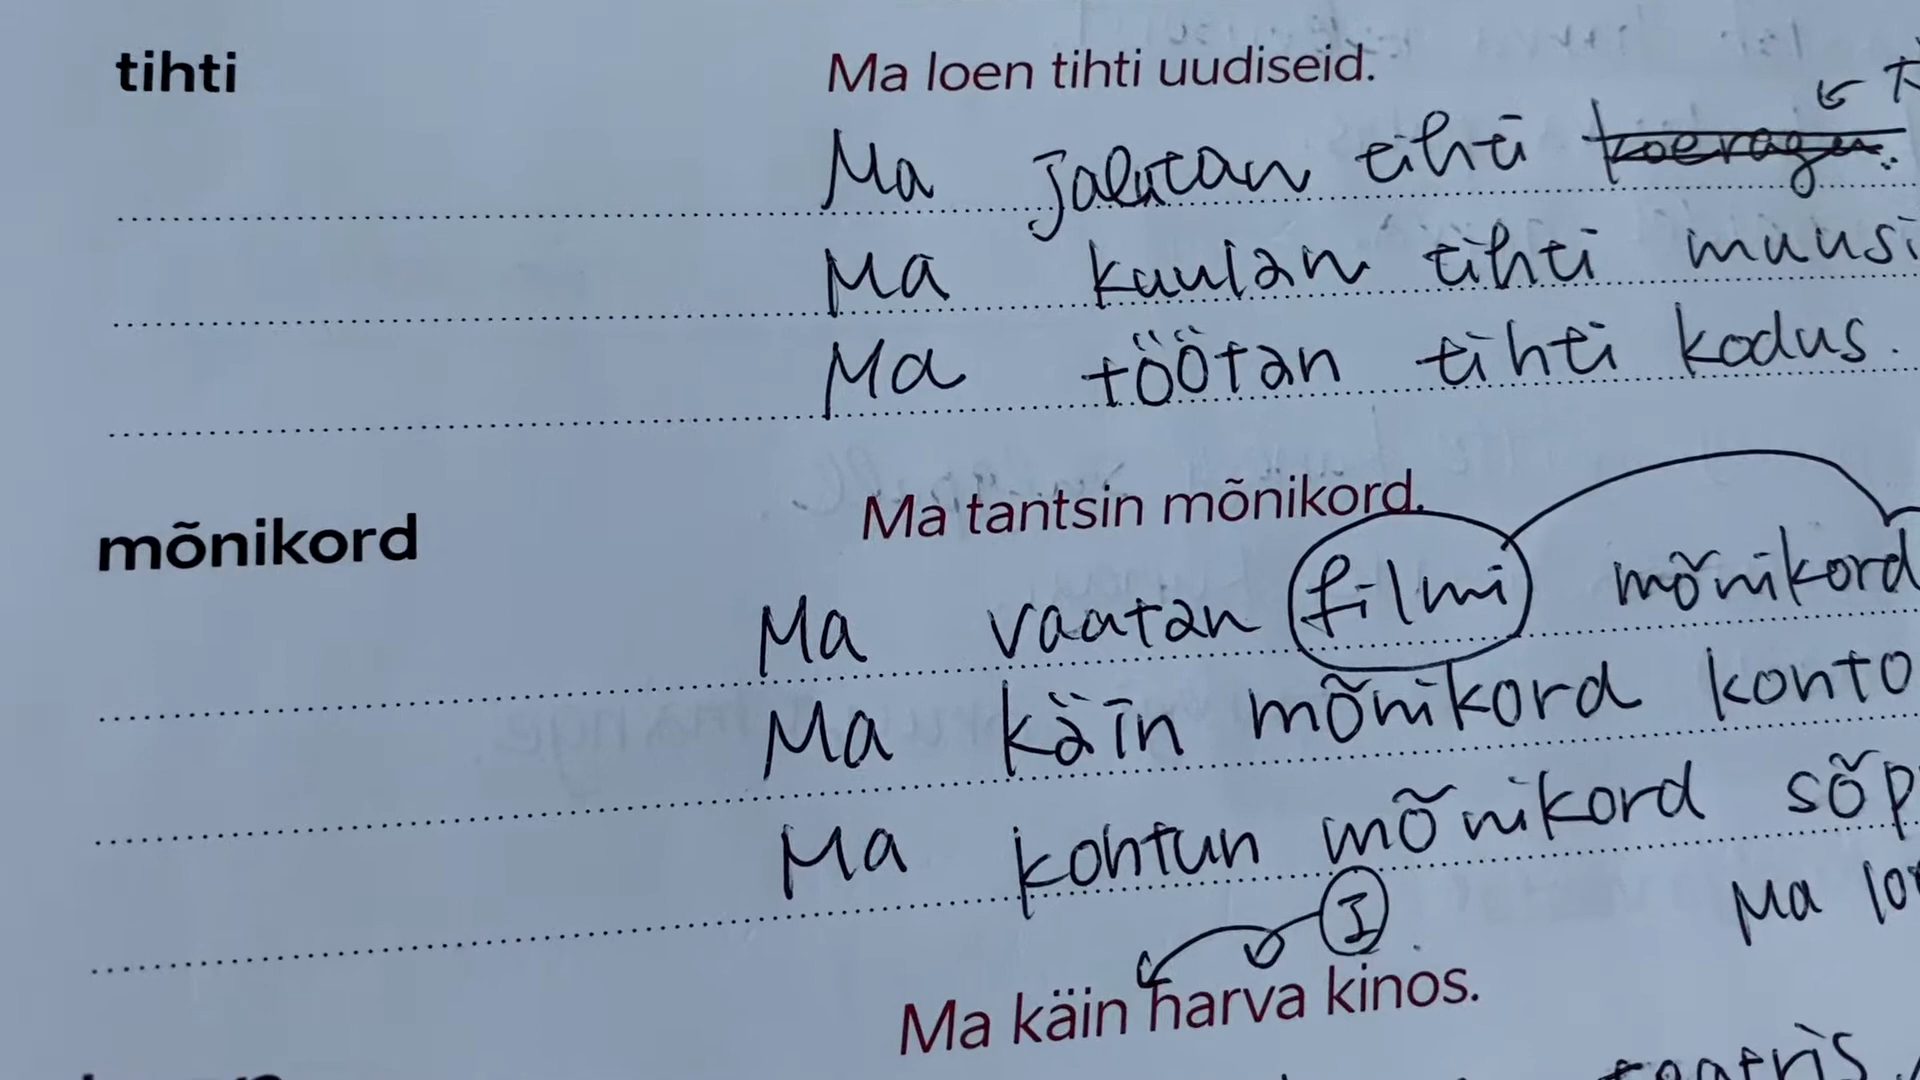 tihti Ma loen tihti uudiseid.
Ma jalutan tihti koeraga.
Ma kuulan tihti muusi
Ma töötan tihti kodus.
mõnikord Ma tantsin mõnikord.
Ma vaatan filmi mõnikord
Ma käin mõnikord konto
Ma kohtun mõnikord sõp
Ma
I
Ma käin harva kinos.